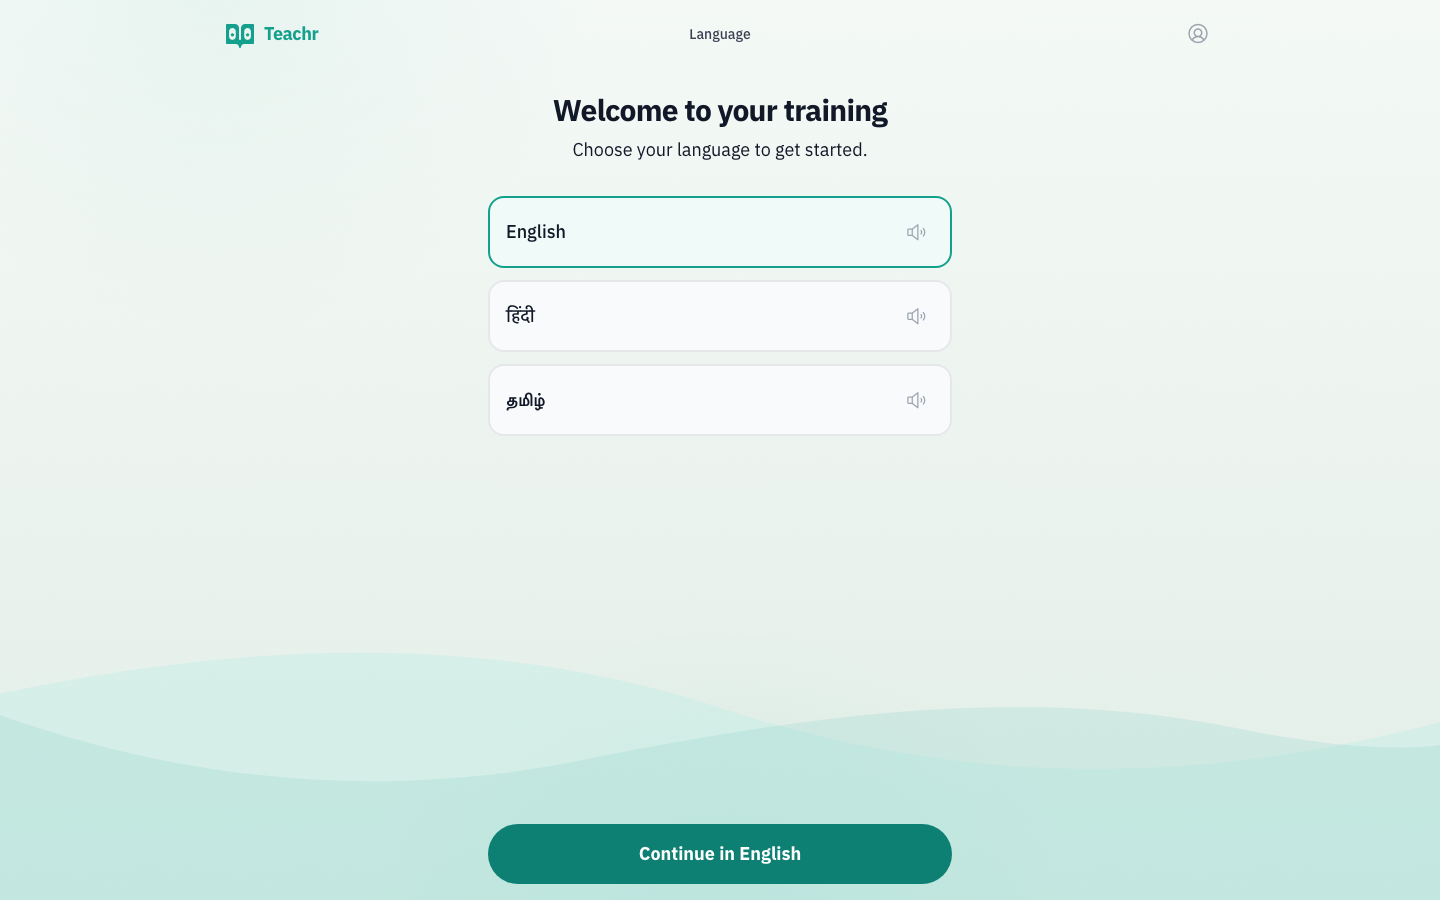 Teachr
Language
Welcome to your training
Choose your language to get started.
English
हिंदी
தமிழ்
Continue in English